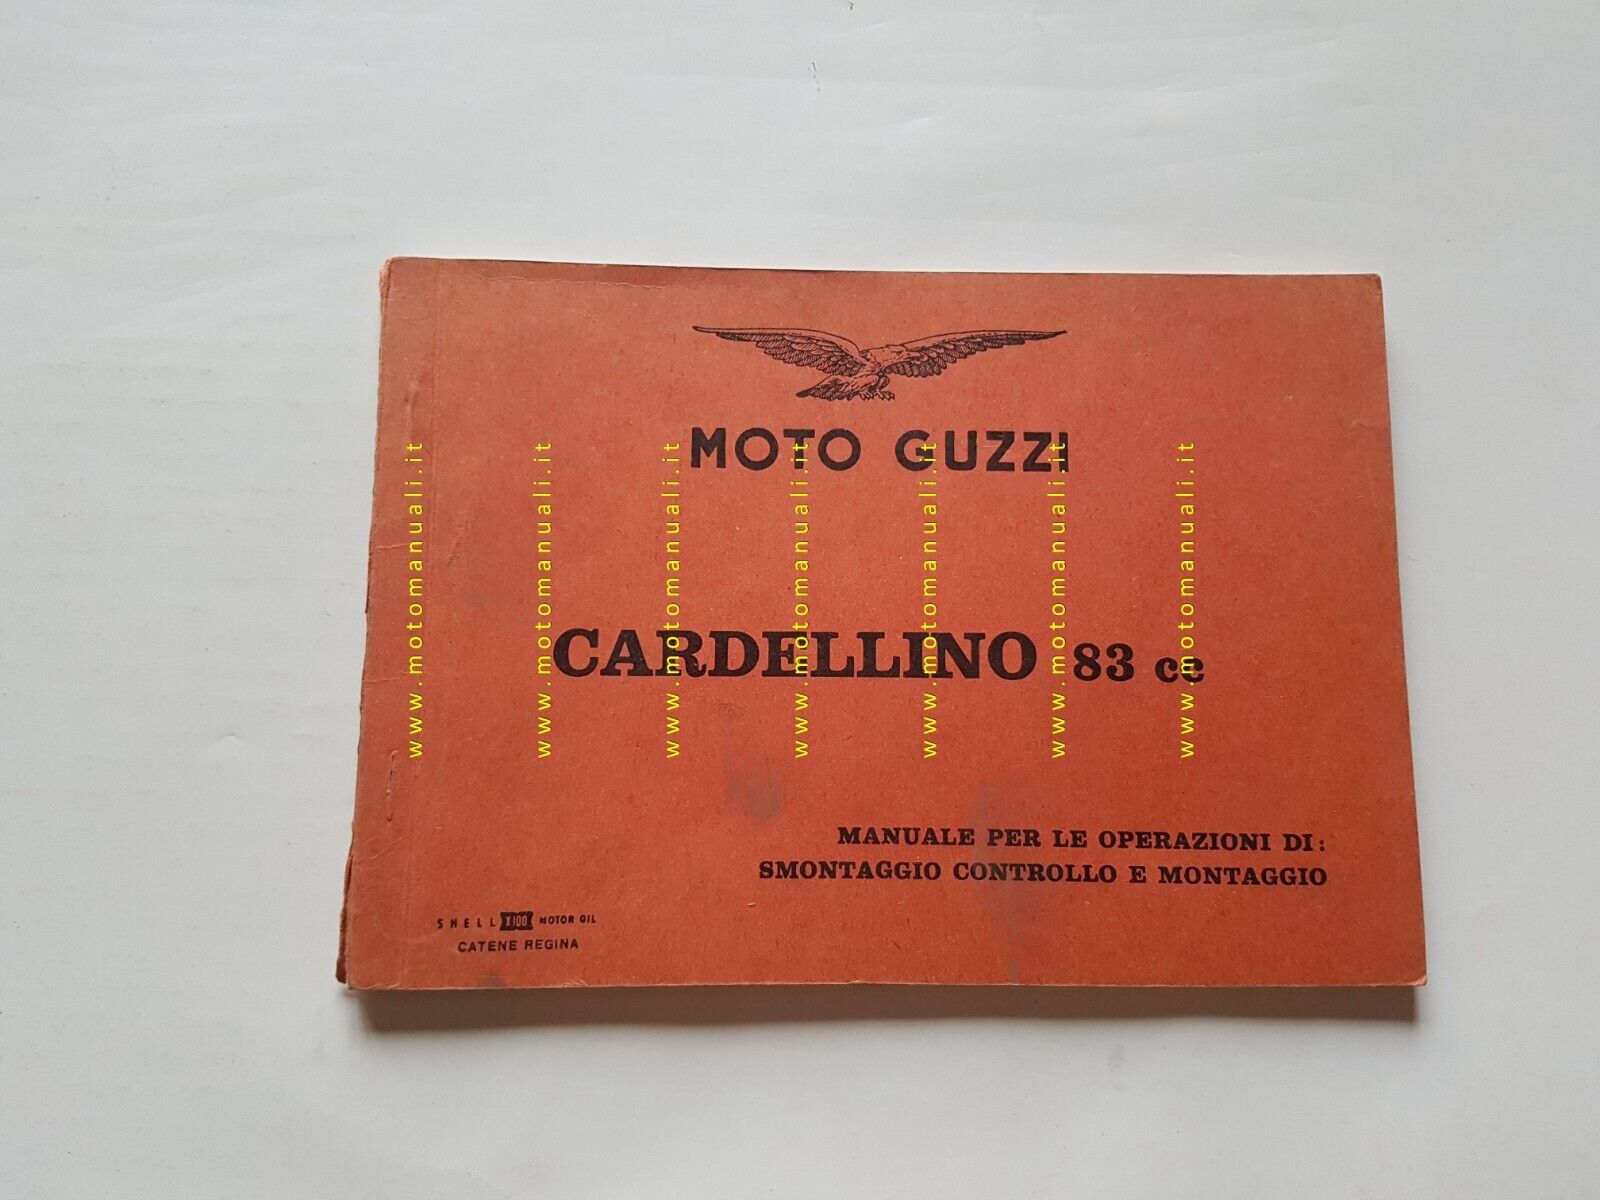 MOTO GUZZI
CARDELLINO 83 cc
MANUALE PER LE OPERAZIONI DI:
SMONTAGGIO CONTROLLO E MONTAGGIO
SHELL X100 MOTOR OIL
CATENE REGINA
www.motomanuali.it
www.motomanuali.it
www.motomanuali.it
www.motomanuali.it
www.motomanuali.it
www.motomanuali.it
www.motomanuali.it